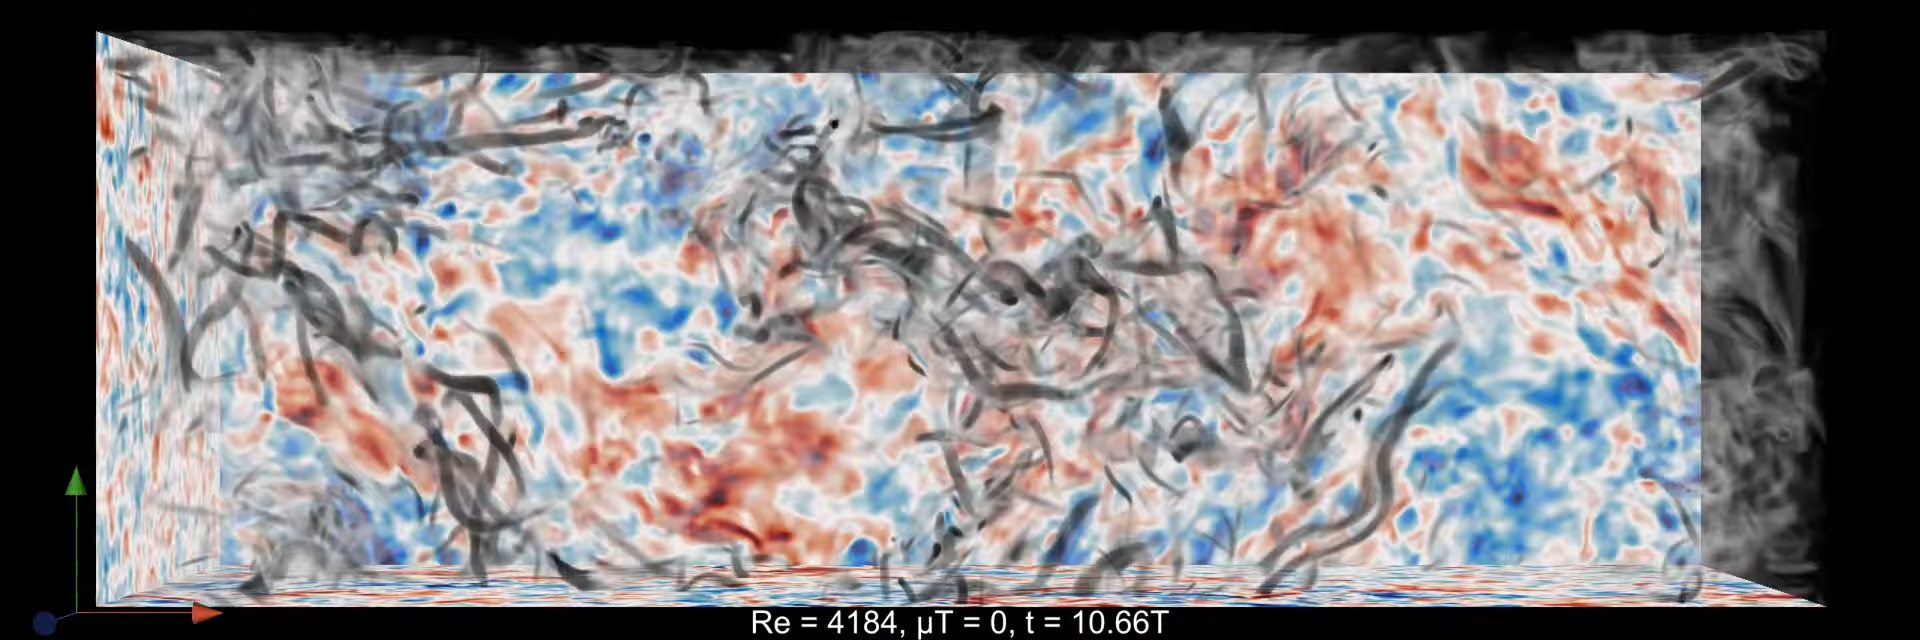 Re = 4184, μT = 0, t = 10.66T